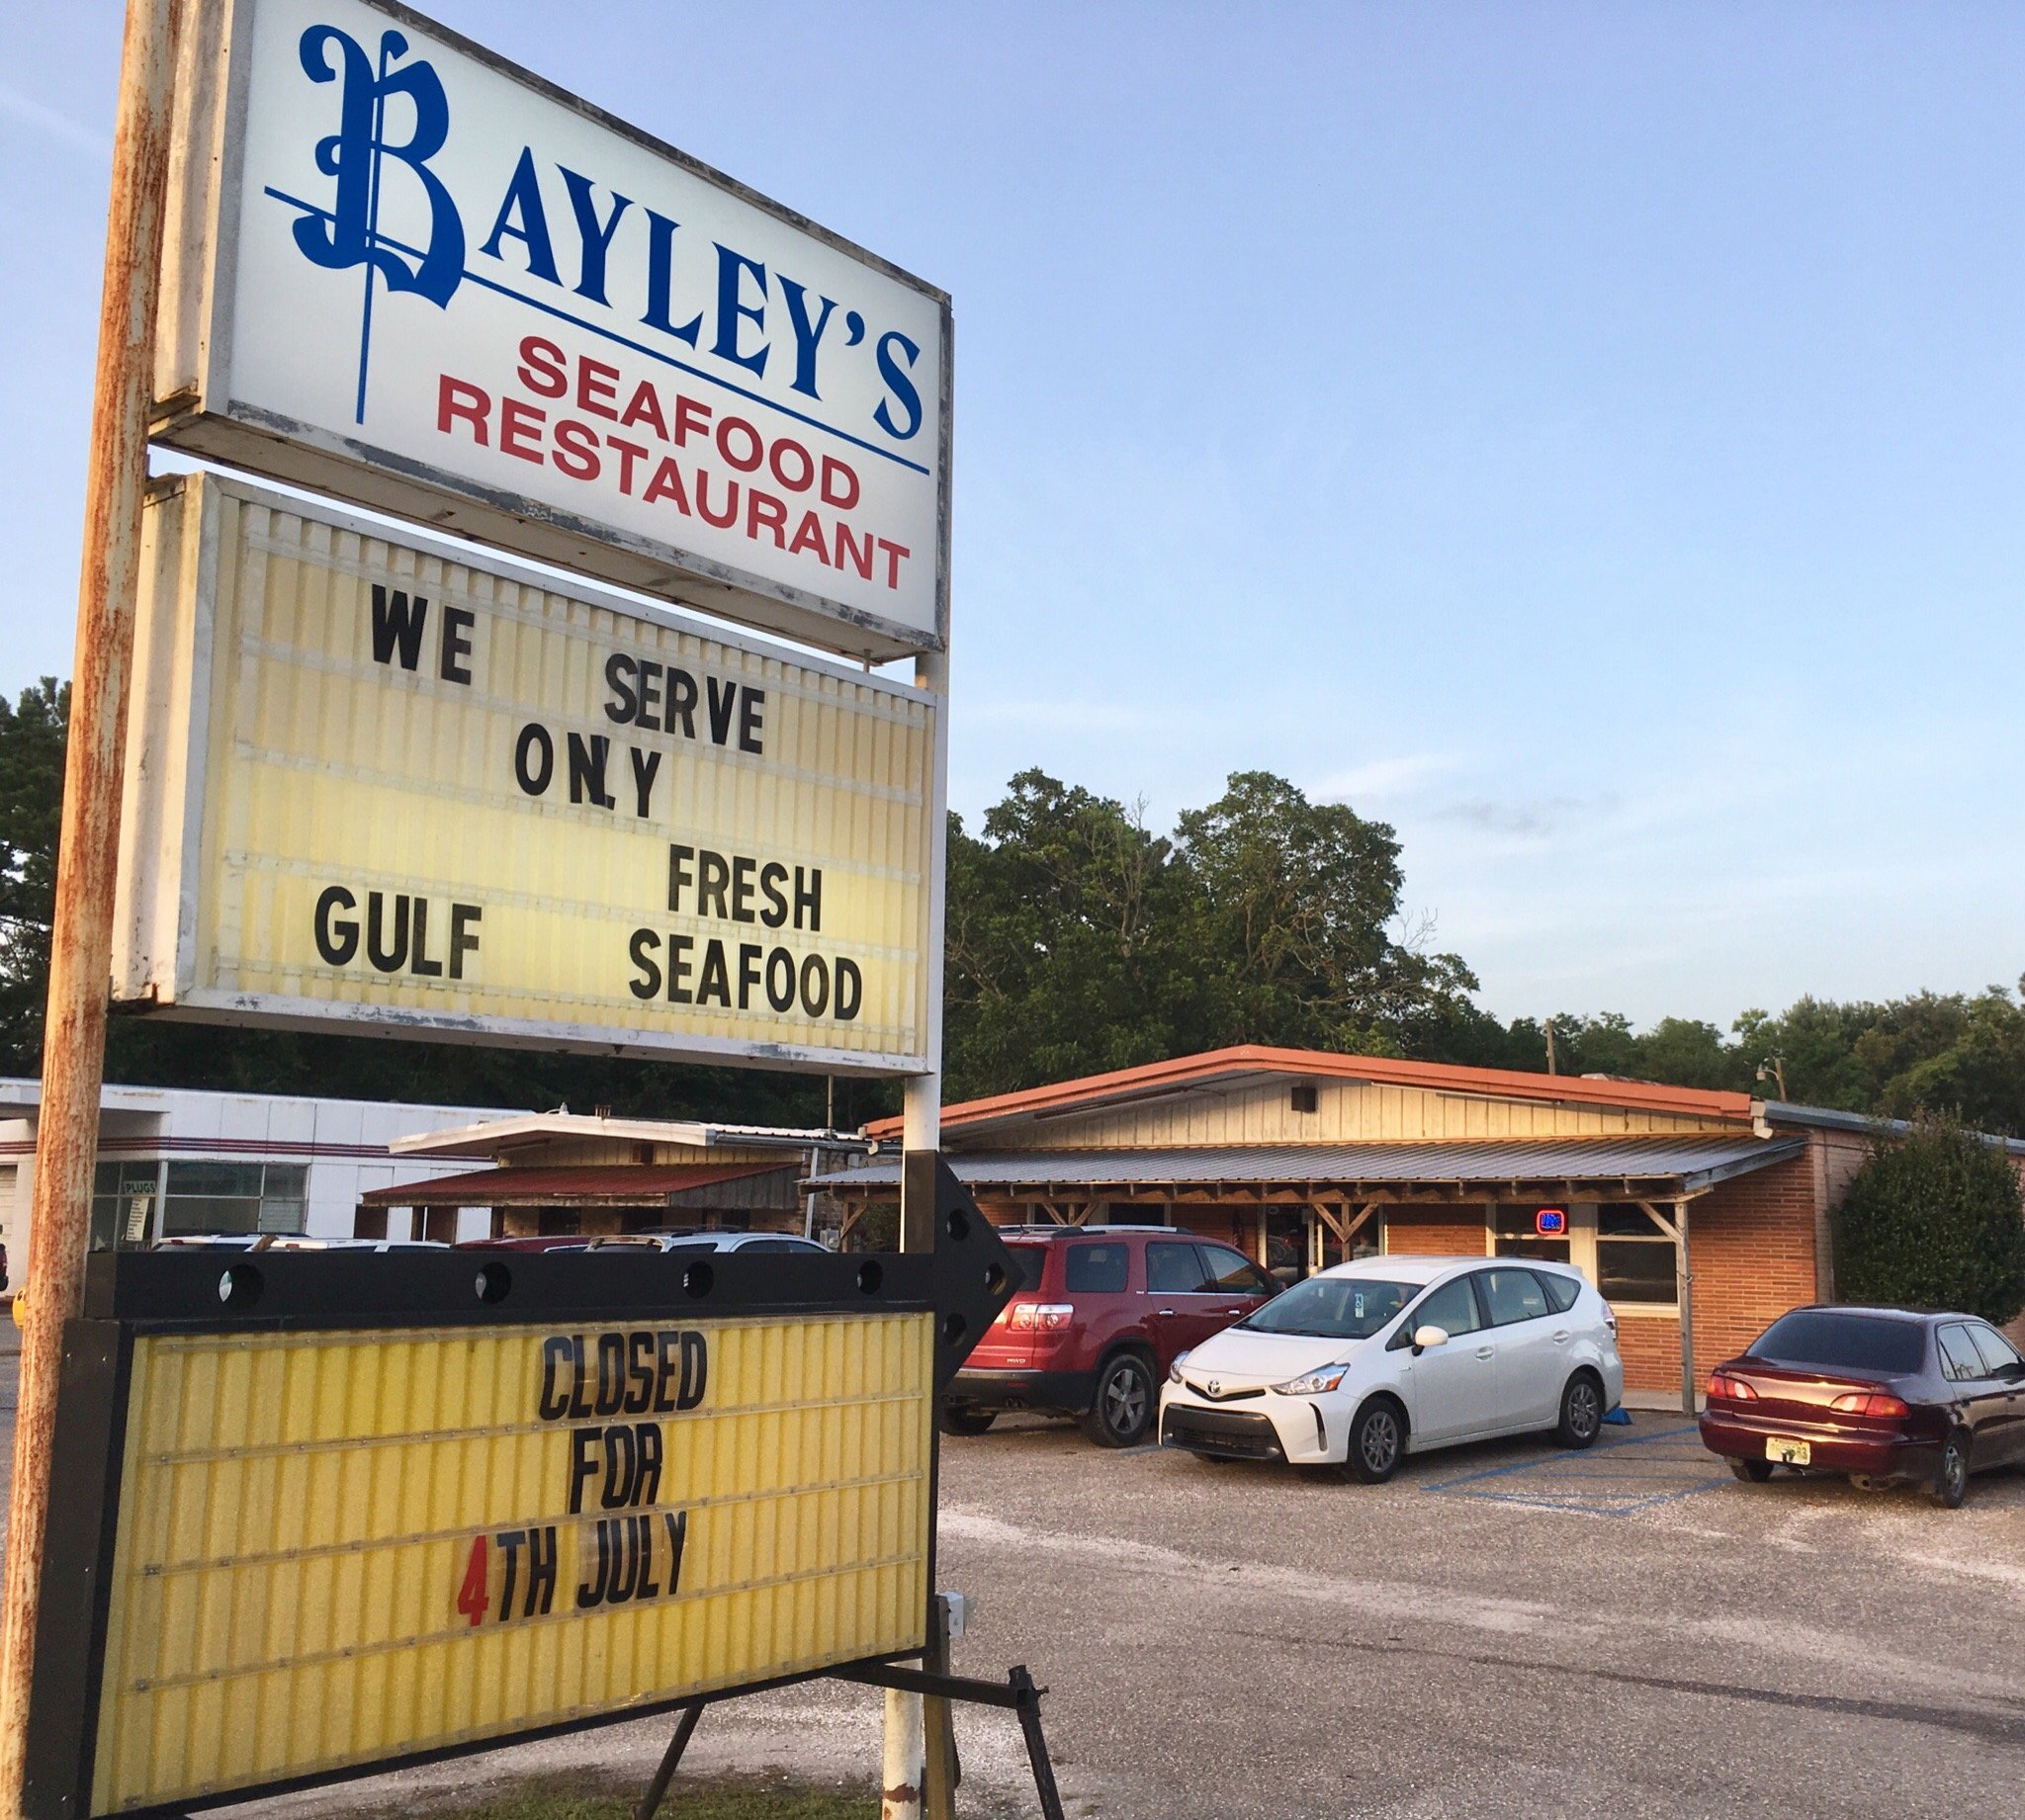 BAYLEY'S
SEAFOOD
RESTAURANT
WE SERVE
ONLY
FRESH
GULF SEAFOOD
CLOSED
FOR
4TH JULY
PLUGS